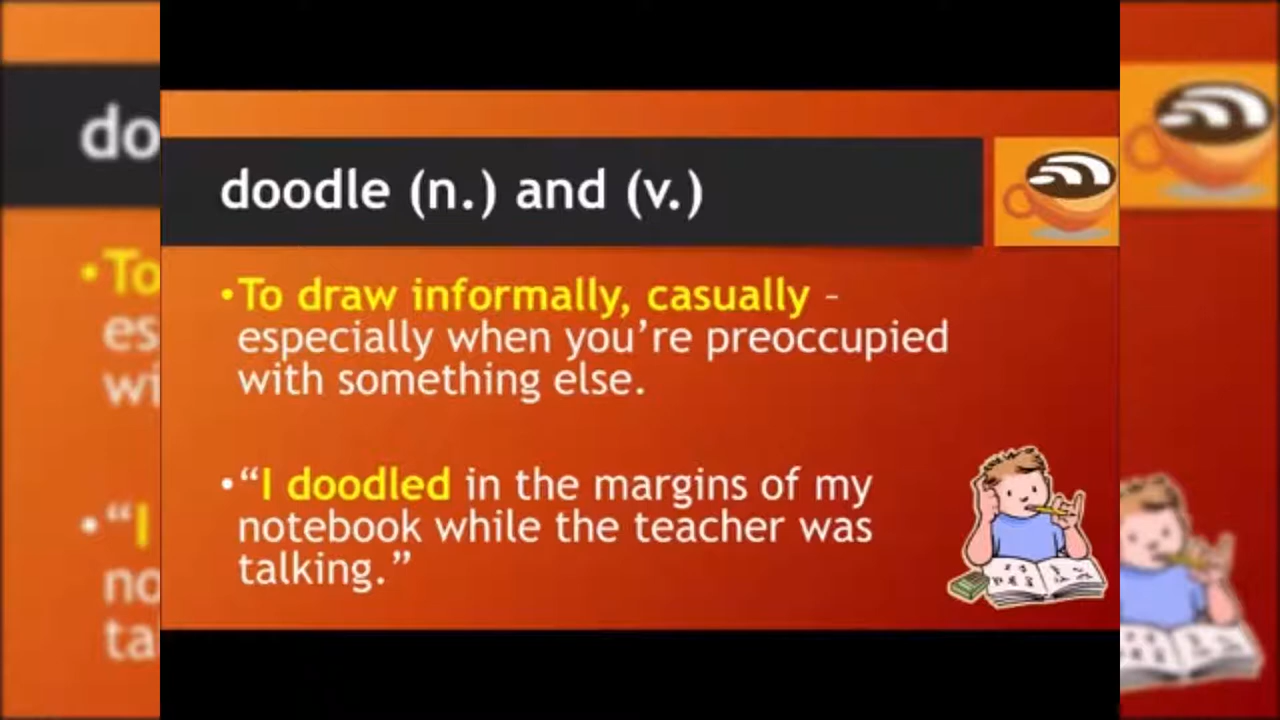 doodle (n.) and (v.)
•To draw informally, casually –
especially when you’re preoccupied
with something else.
•“I doodled in the margins of my
notebook while the teacher was
talking.”